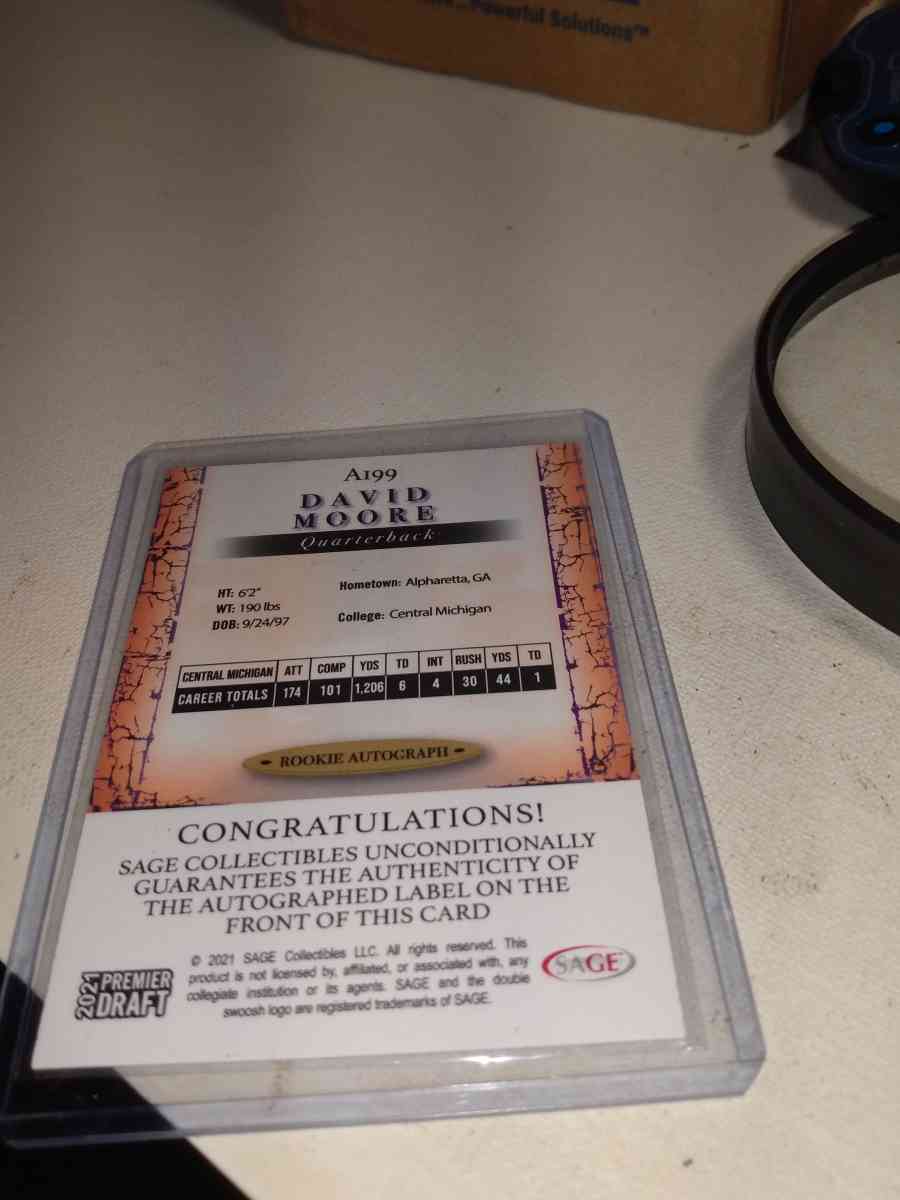 Powerful Solutions™
A199
DAVID
MOORE
Quarterback
HT: 6'2"
WT: 190 lbs
DOB: 9/24/97
Hometown: Alpharetta, GA
College: Central Michigan
CENTRAL MICHIGAN ATT COMP YDS TD INT RUSH YDS TD
CAREER TOTALS 174 101 1,206 6 4 30 44 1
ROOKIE AUTOGRAPH
CONGRATULATIONS!
SAGE COLLECTIBLES UNCONDITIONALLY
GUARANTEES THE AUTHENTICITY OF
THE AUTOGRAPHED LABEL ON THE
FRONT OF THIS CARD
2021 PREMIER
DRAFT
© 2021 SAGE Collectibles LLC. All rights reserved. This
product is not licensed by, affiliated, or associated with, any
collegiate institution or its agents. SAGE and the double
swoosh logo are registered trademarks of SAGE.
SAGE